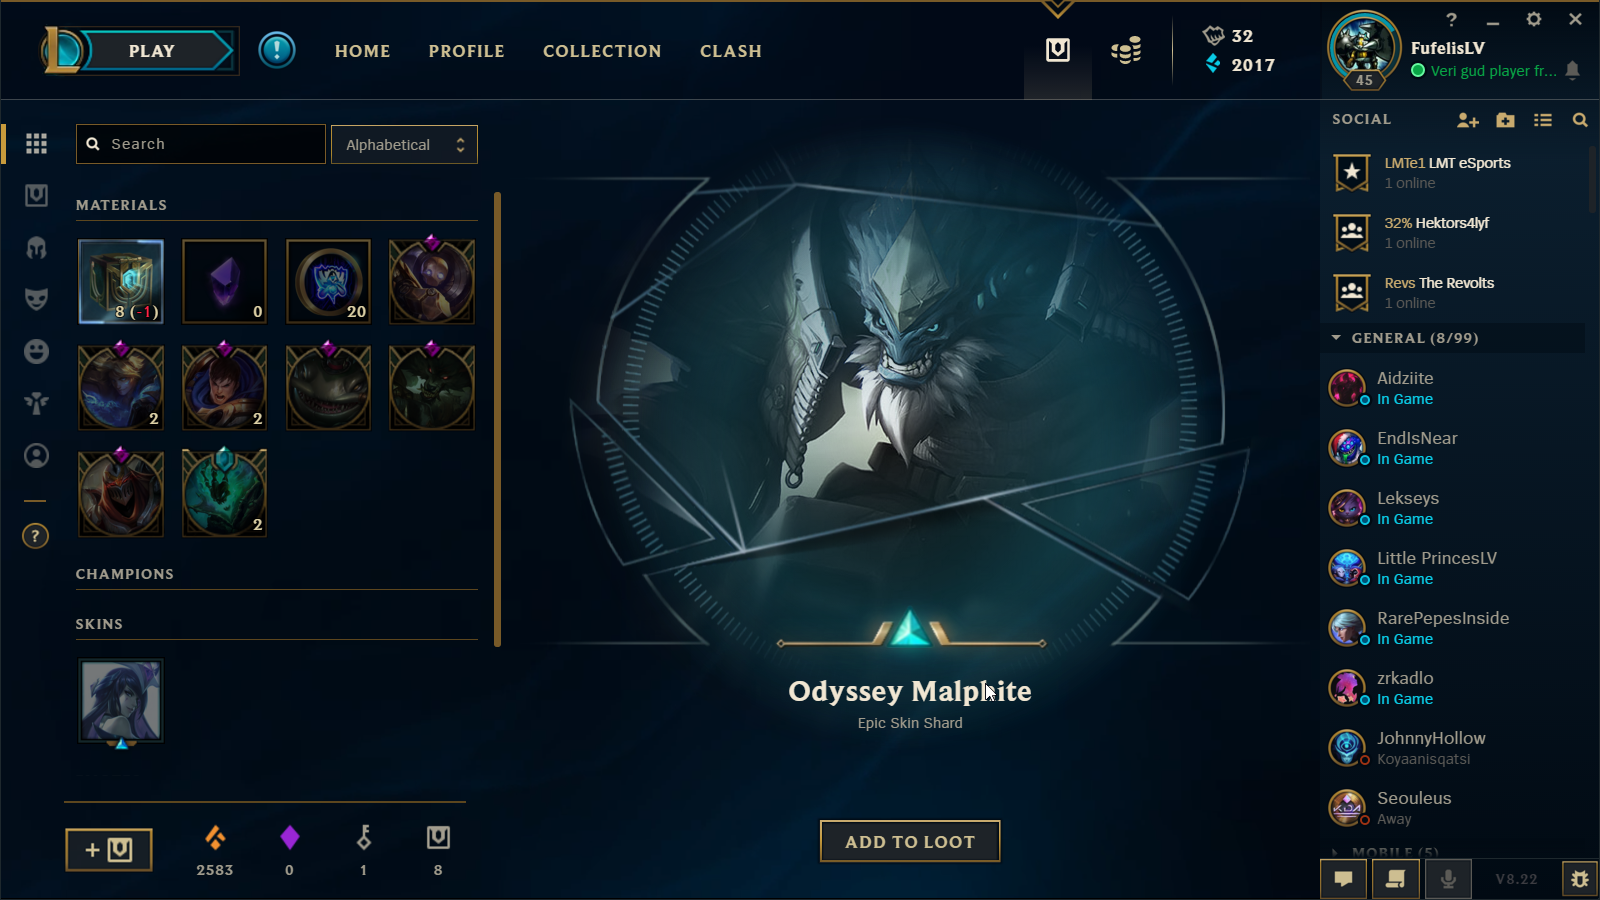 PLAY
HOME
PROFILE
COLLECTION
CLASH
32
2017
?
FufelisLV
Veri gud player fr...
45
Search
Alphabetical
MATERIALS
8 (-1)
0
20
2
2
2
CHAMPIONS
SKINS
?
+
2583
0
1
8
Odyssey Malphite
Epic Skin Shard
ADD TO LOOT
SOCIAL
LMTe1 LMT eSports
1 online
32% Hektors4lyf
1 online
Revs The Revolts
1 online
GENERAL (8/99)
Aidziite
In Game
EndIsNear
In Game
Lekseys
In Game
Little PrincesLV
In Game
RarePepesInside
In Game
zrkadlo
In Game
JohnnyHollow
Koyaanisqatsi
Seouleus
Away
MOBILE (5)
V8.22